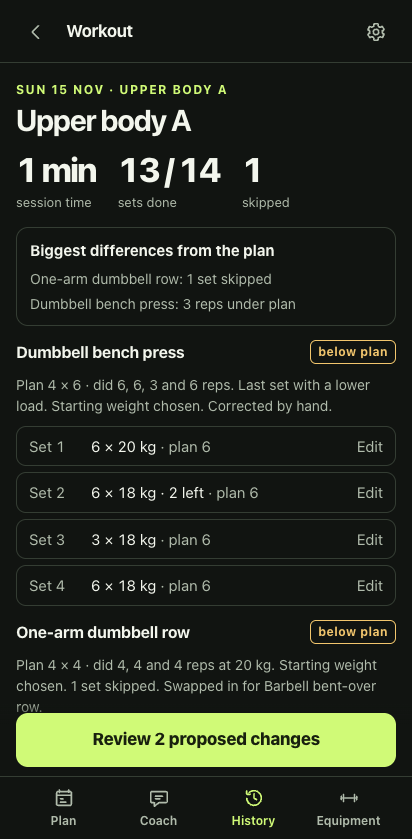 Workout
SUN 15 NOV · UPPER BODY A
Upper body A
1 min 13/14 1
session time sets done skipped
Biggest differences from the plan
One-arm dumbbell row: 1 set skipped
Dumbbell bench press: 3 reps under plan
Dumbbell bench press below plan
Plan 4 × 6 · did 6, 6, 3 and 6 reps. Last set with a lower
load. Starting weight chosen. Corrected by hand.
Set 1 6 × 20 kg · plan 6 Edit
Set 2 6 × 18 kg · 2 left · plan 6 Edit
Set 3 3 × 18 kg · plan 6 Edit
Set 4 6 × 18 kg · plan 6 Edit
One-arm dumbbell row below plan
Plan 4 × 4 · did 4, 4 and 4 reps at 20 kg. Starting weight
chosen. 1 set skipped. Swapped in for Barbell bent-over
row.
Review 2 proposed changes
Plan Coach History Equipment